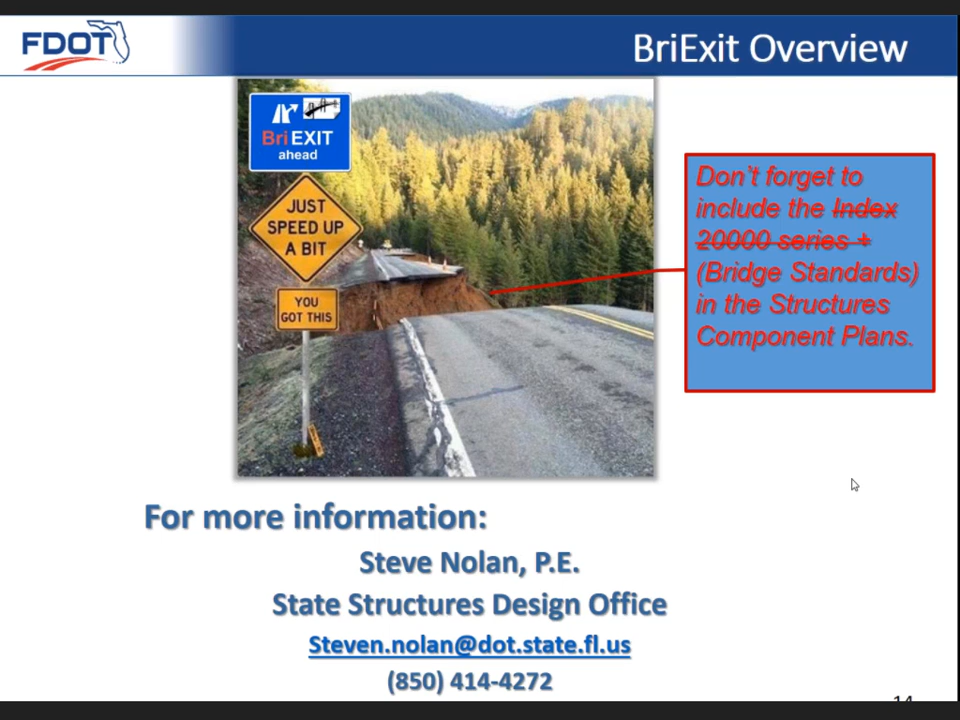 FDOT
BriExit Overview
BriEXIT
ahead
JUST
SPEED UP
A BIT
YOU
GOT THIS
Don't forget to
include the Index
20000 series +
(Bridge Standards)
in the Structures
Component Plans.
For more information:
Steve Nolan, P.E.
State Structures Design Office
Steven.nolan@dot.state.fl.us
(850) 414-4272
14